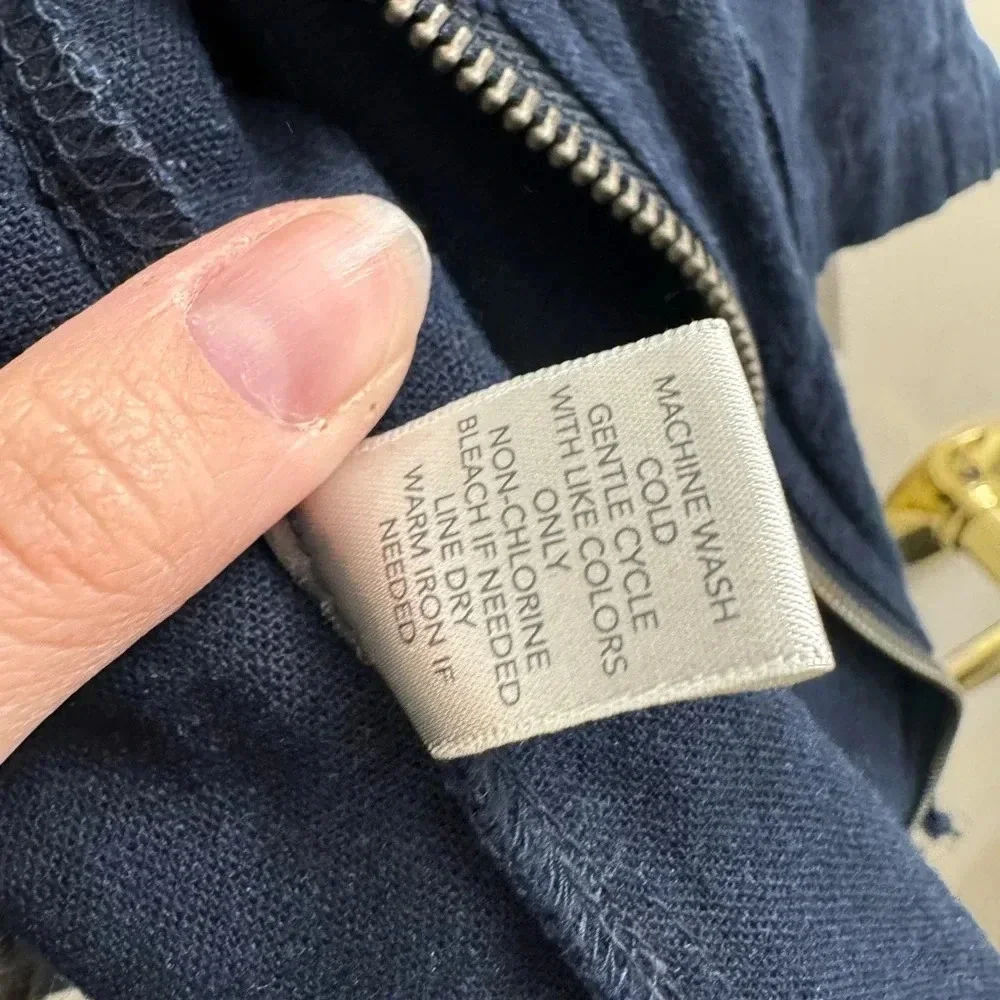 MACHINE WASH
COLD
GENTLE CYCLE
WITH LIKE COLORS
ONLY
NON-CHLORINE
BLEACH IF NEEDED
LINE DRY
WARM IRON IF
NEEDED